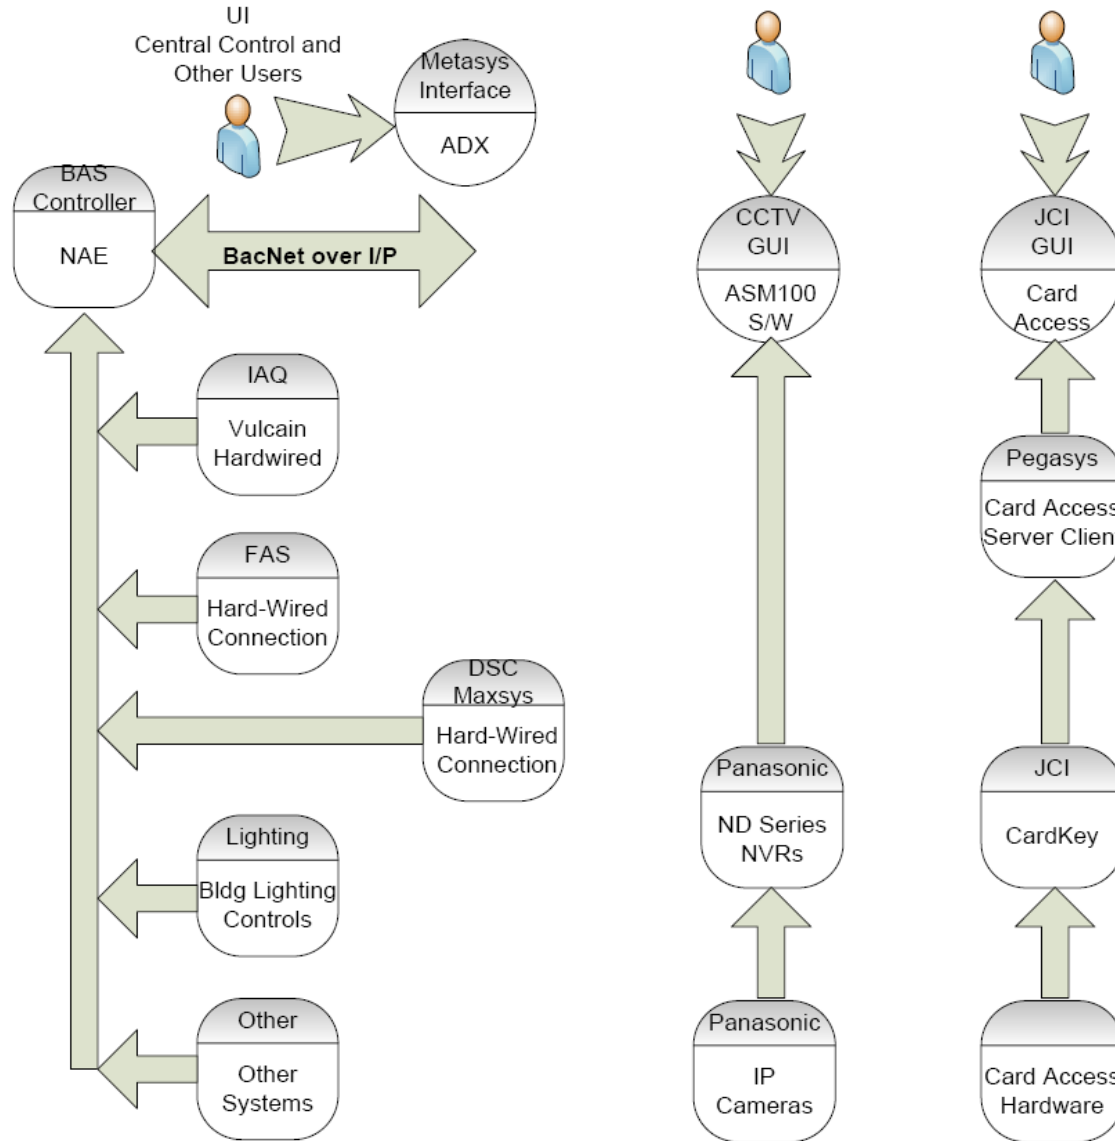 UI
Central Control and
Other Users
Metasys
Interface
ADX
BAS
Controller
NAE
BacNet over I/P
IAQ
Vulcain
Hardwired
FAS
Hard-Wired
Connection
DSC
Maxsys
Hard-Wired
Connection
Lighting
Bldg Lighting
Controls
Other
Other
Systems
CCTV
GUI
ASM100
S/W
Panasonic
ND Series
NVRs
Panasonic
IP
Cameras
JCI
GUI
Card
Access
Pegasys
Card Access
Server Client
JCI
CardKey
Card Access
Hardware